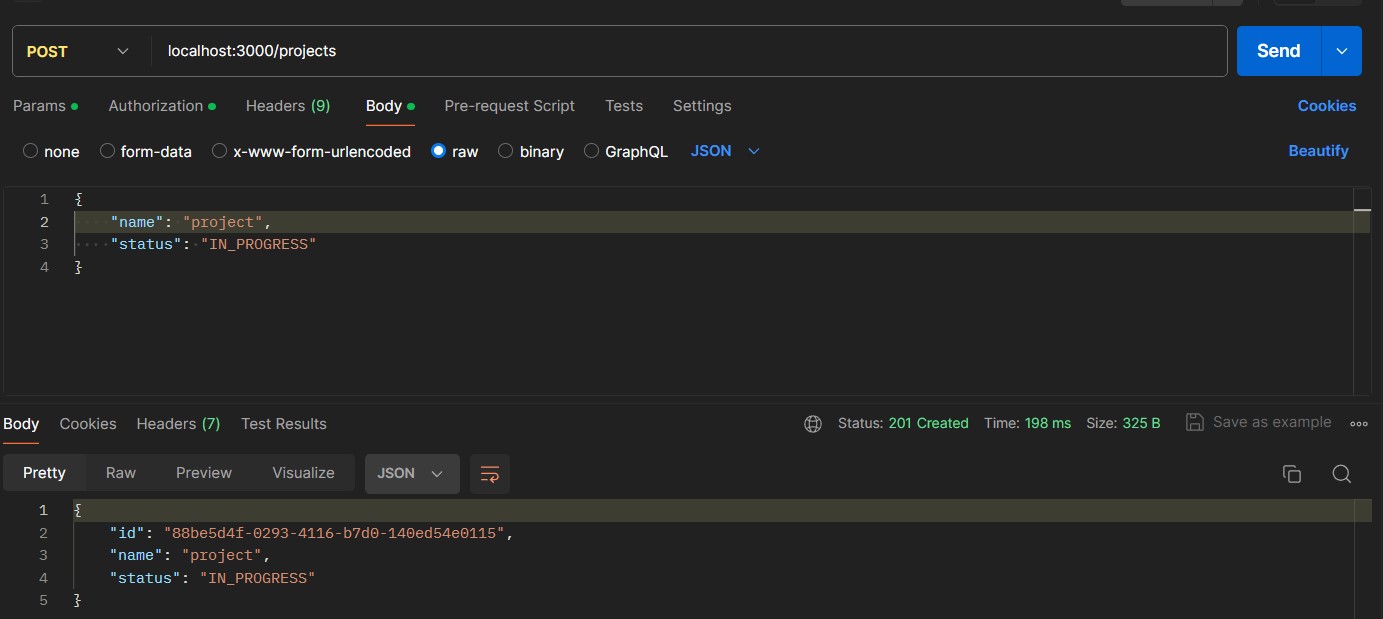 POST localhost:3000/projects Send
Params Authorization Headers (9) Body Pre-request Script Tests Settings Cookies
none form-data x-www-form-urlencoded raw binary GraphQL JSON Beautify
1 {
2 "name": "project",
3 "status": "IN_PROGRESS"
4 }
Body Cookies Headers (7) Test Results Status: 201 Created Time: 198 ms Size: 325 B Save as example
Pretty Raw Preview Visualize JSON
1 {
2 "id": "88be5d4f-0293-4116-b7d0-140ed54e0115",
3 "name": "project",
4 "status": "IN_PROGRESS"
5 }